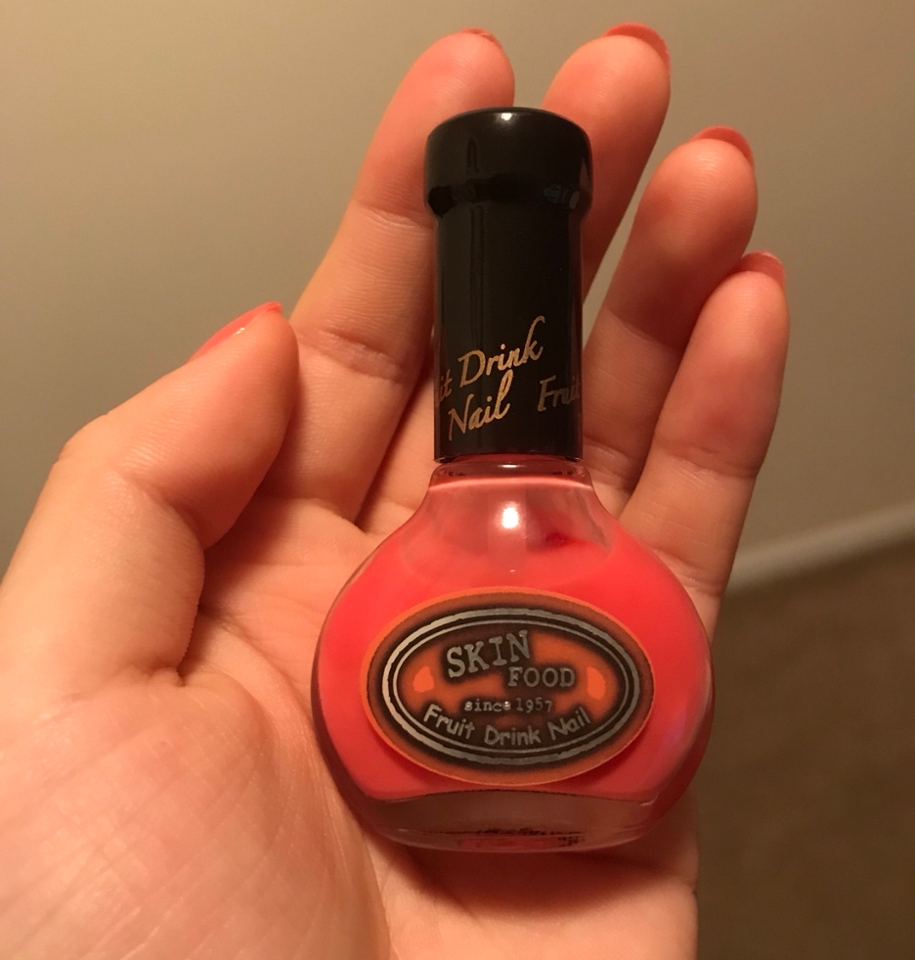 it Drink
Nail Fruit
SKIN
FOOD
since 1957
Fruit Drink Nail